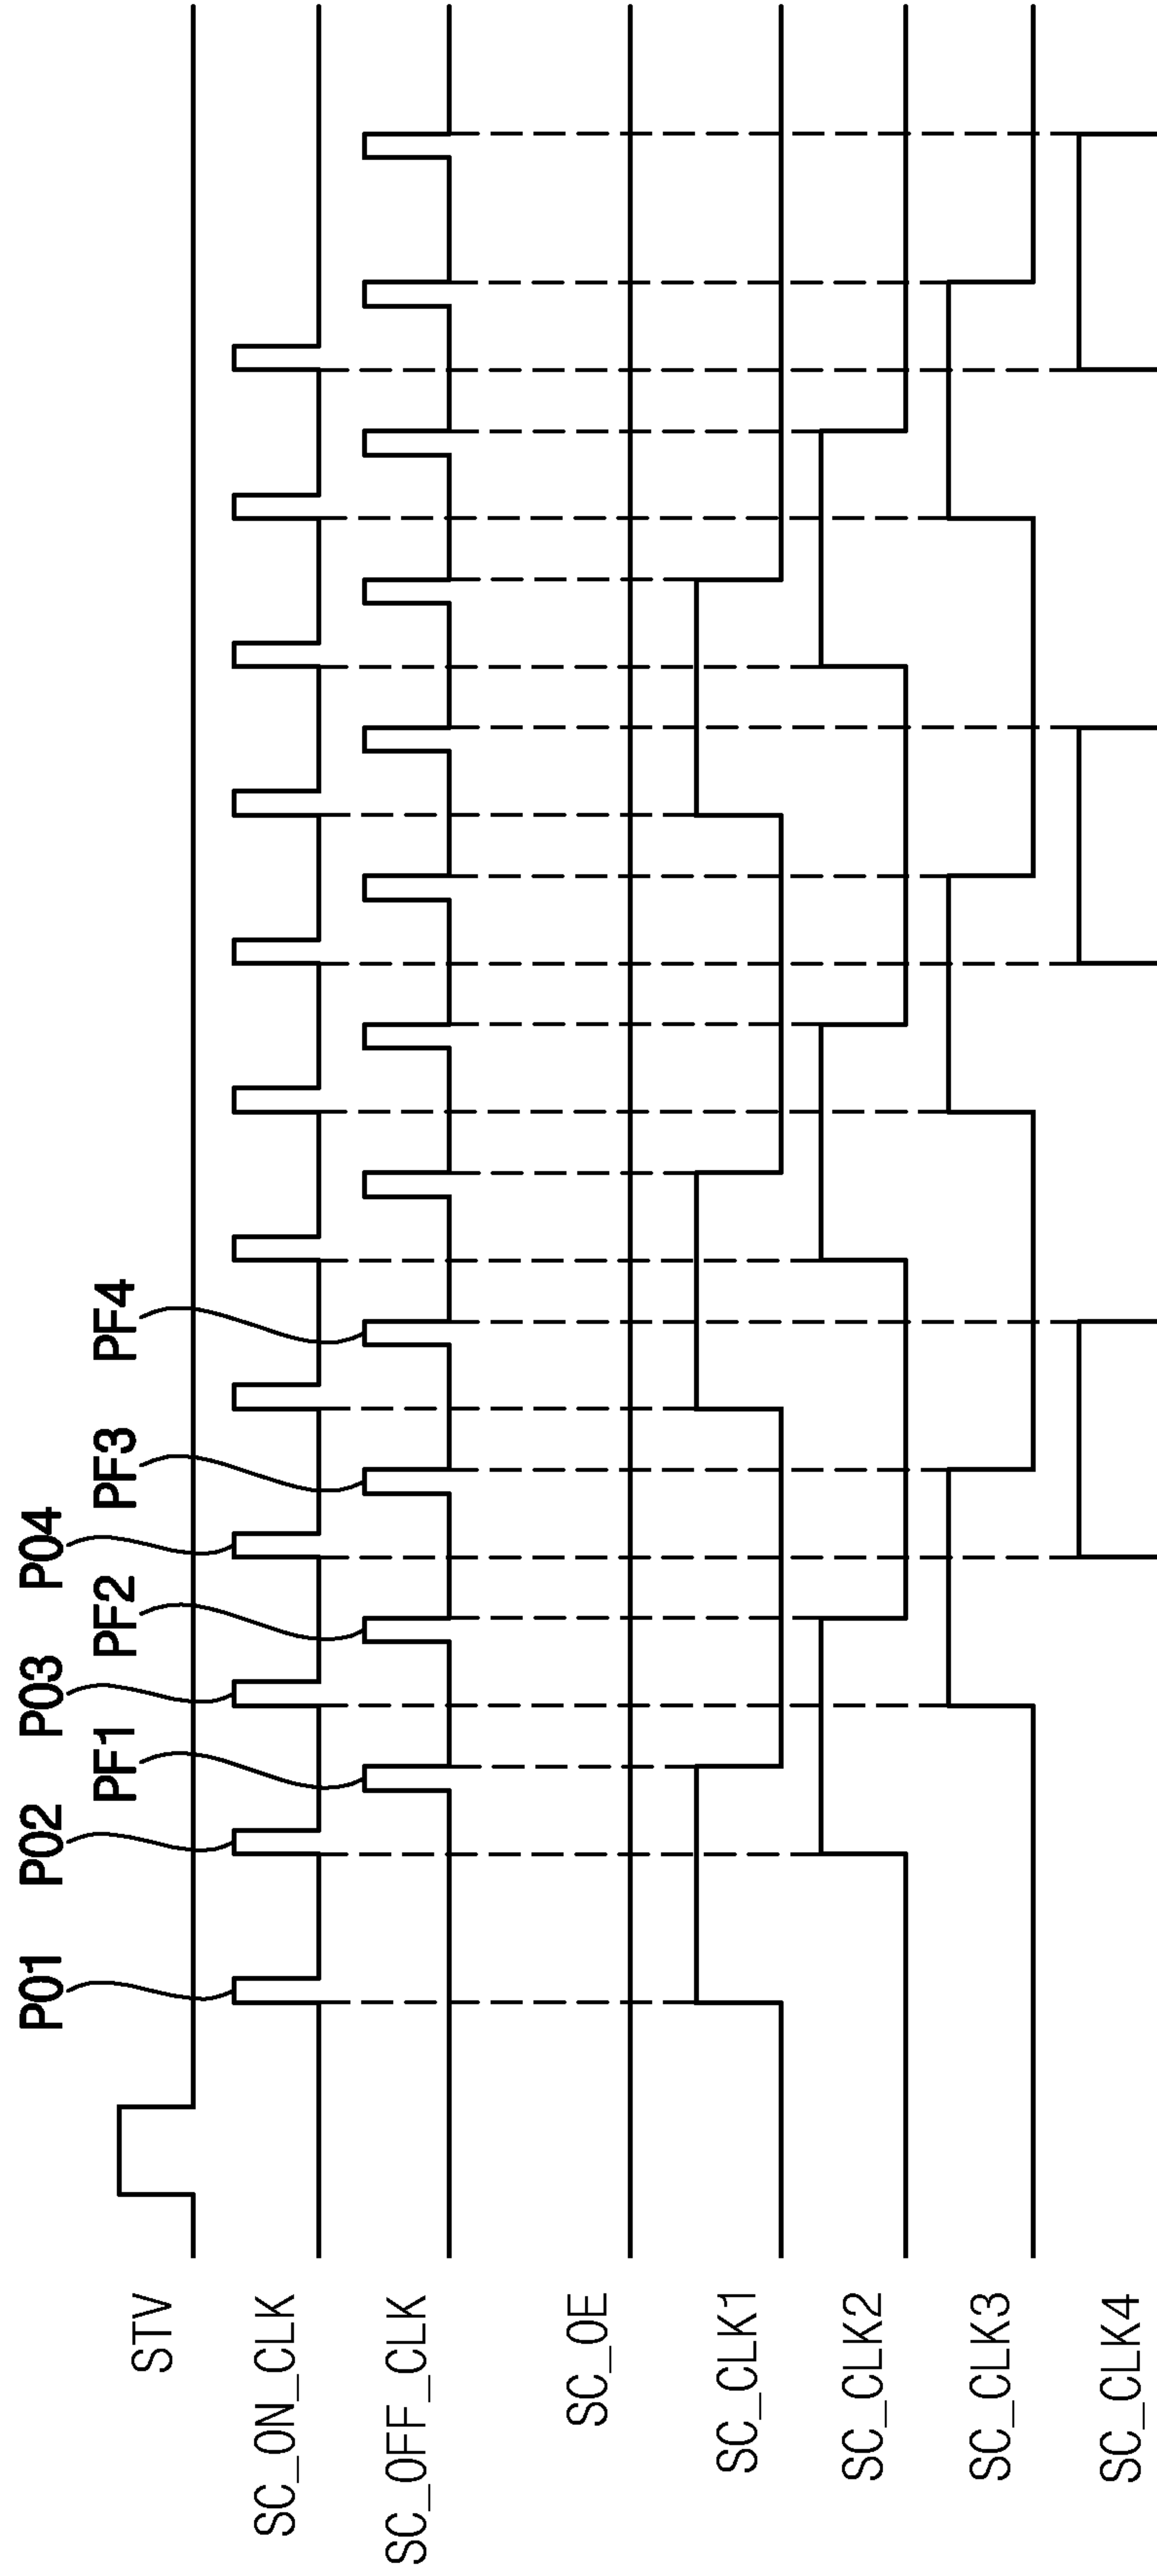 P01 P02 P03 P04
PF1 PF2 PF3 PF4
STV
SC_ON_CLK
SC_OFF_CLK
SC_OE
SC_CLK1
SC_CLK2
SC_CLK3
SC_CLK4